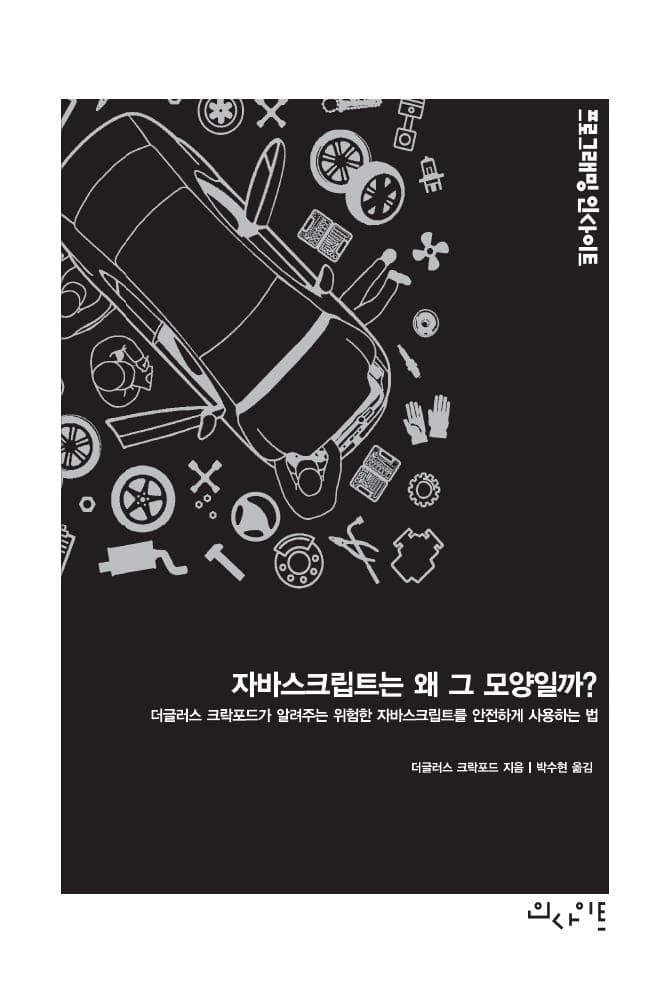 프로그래밍 인사이트
자바스크립트는 왜 그 모양일까?
더글러스 크락포드가 알려주는 위험한 자바스크립트를 안전하게 사용하는 법
더글러스 크락포드 지음 | 박수현 옮김
인사이트